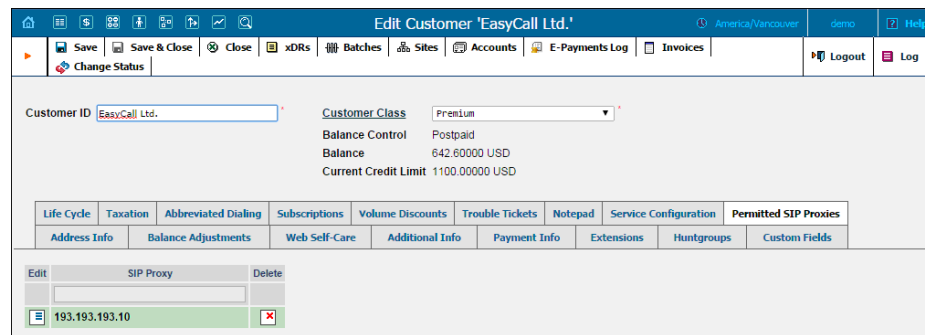 Edit Customer 'EasyCall Ltd.' America/Vancouver demo ? Help
Save Save & Close Close xDRs Batches Sites Accounts E-Payments Log Invoices Logout Log
Change Status
Customer ID EasyCall Ltd. * Customer Class Premium *
Balance Control Postpaid
Balance 642.60000 USD
Current Credit Limit 1100.00000 USD
Life Cycle Taxation Abbreviated Dialing Subscriptions Volume Discounts Trouble Tickets Notepad Service Configuration Permitted SIP Proxies
Address Info Balance Adjustments Web Self-Care Additional Info Payment Info Extensions Huntgroups Custom Fields
Edit SIP Proxy Delete
193.193.193.10